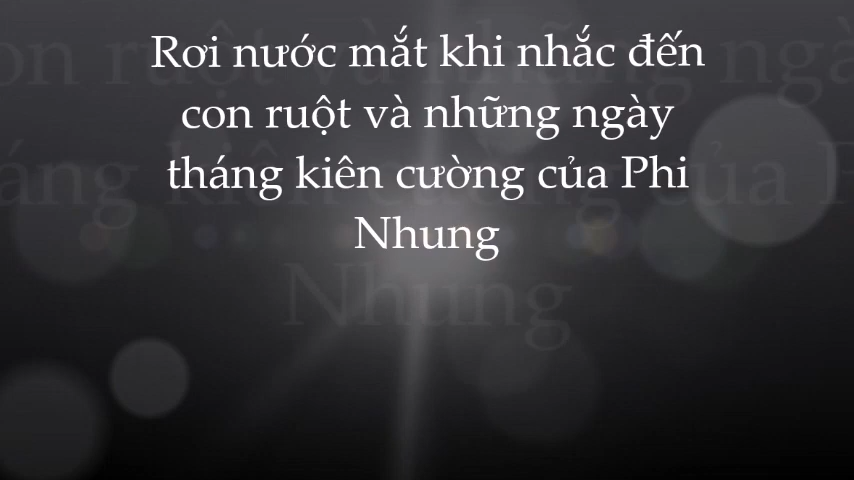 Rơi nước mắt khi nhắc đến
con ruột và những ngày
tháng kiên cường của Phi
Nhung